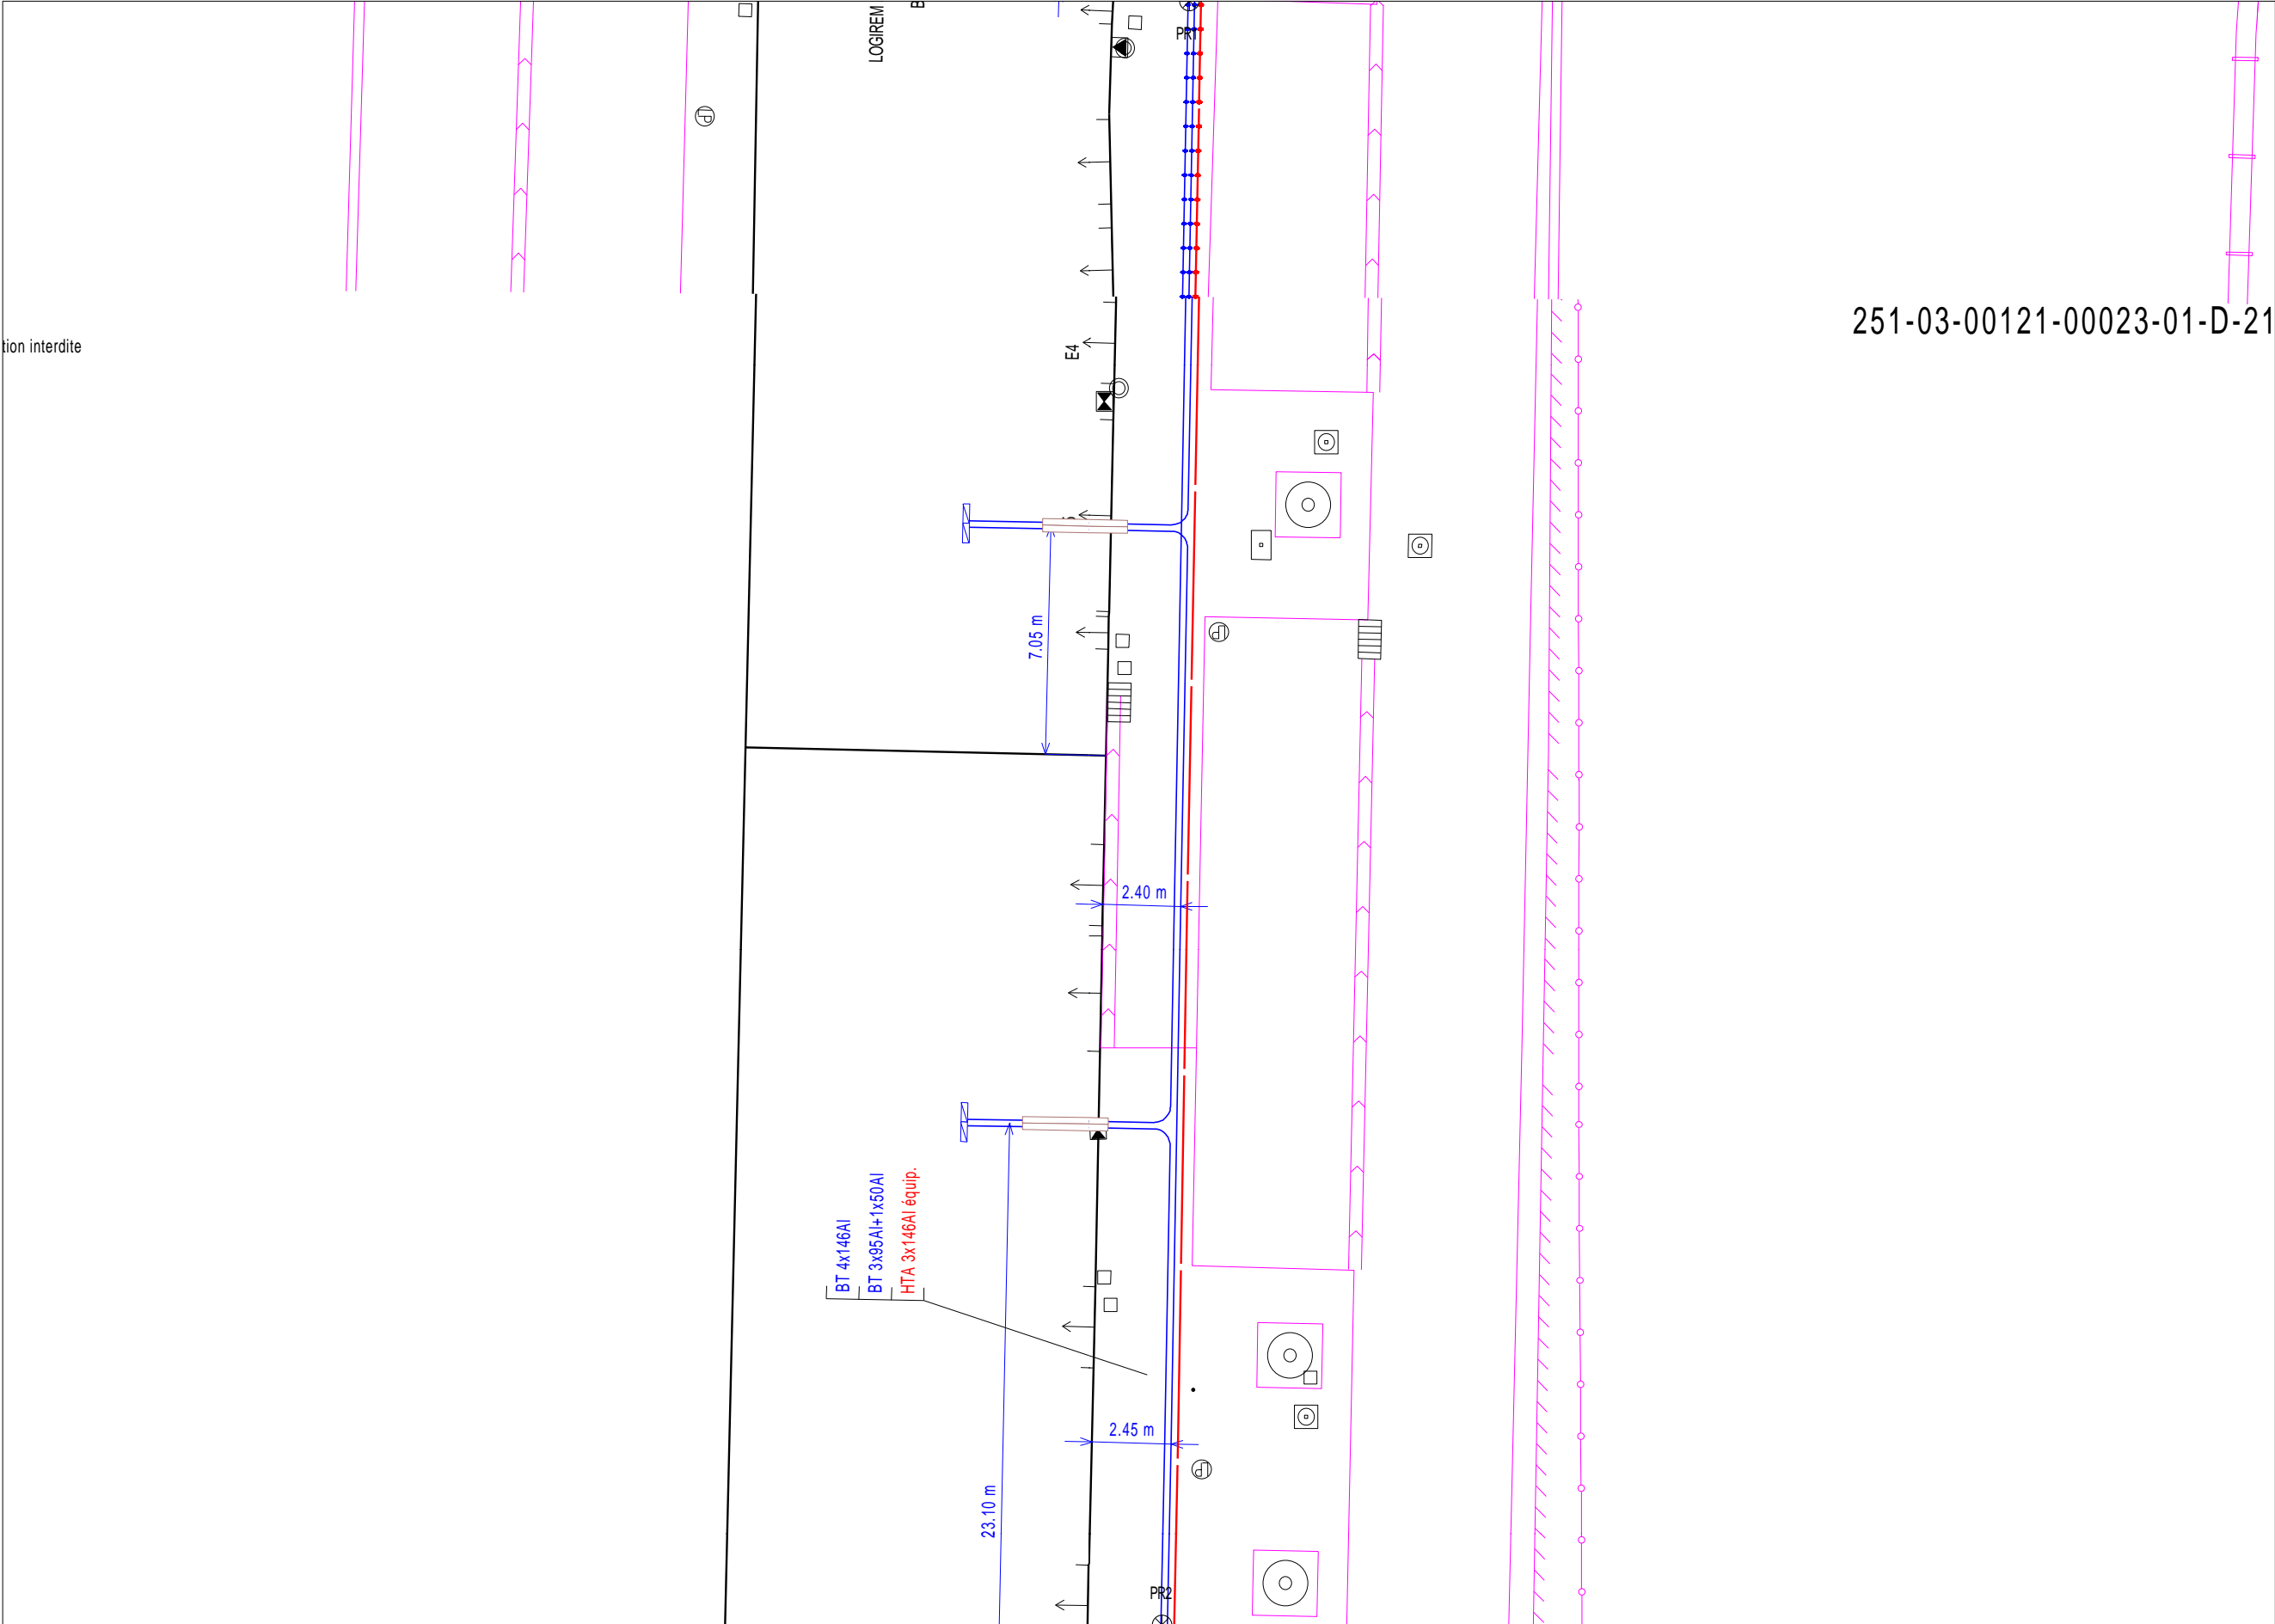 LOGIREM
B
PR1
251-03-00121-00023-01-D-21
tion interdite
E4
7.05 m
2.40 m
BT 4x146Al
BT 3x95Al+1x50Al
HTA 3x146Al équip.
2.45 m
23.10 m
PR2